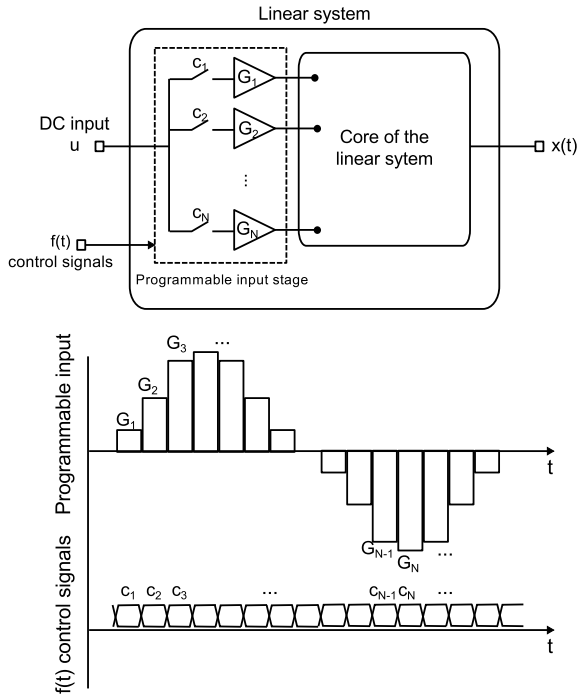 Linear system
c1
G1
DC input
u
c2
G2
Core of the
linear sytem
x(t)
...
cN
GN
f(t)
control signals
Programmable input stage
Programmable input
G1
G2
G3
...
t
GN-1
GN
...
f(t) control signals
c1 c2 c3 ... cN-1 cN ...
t